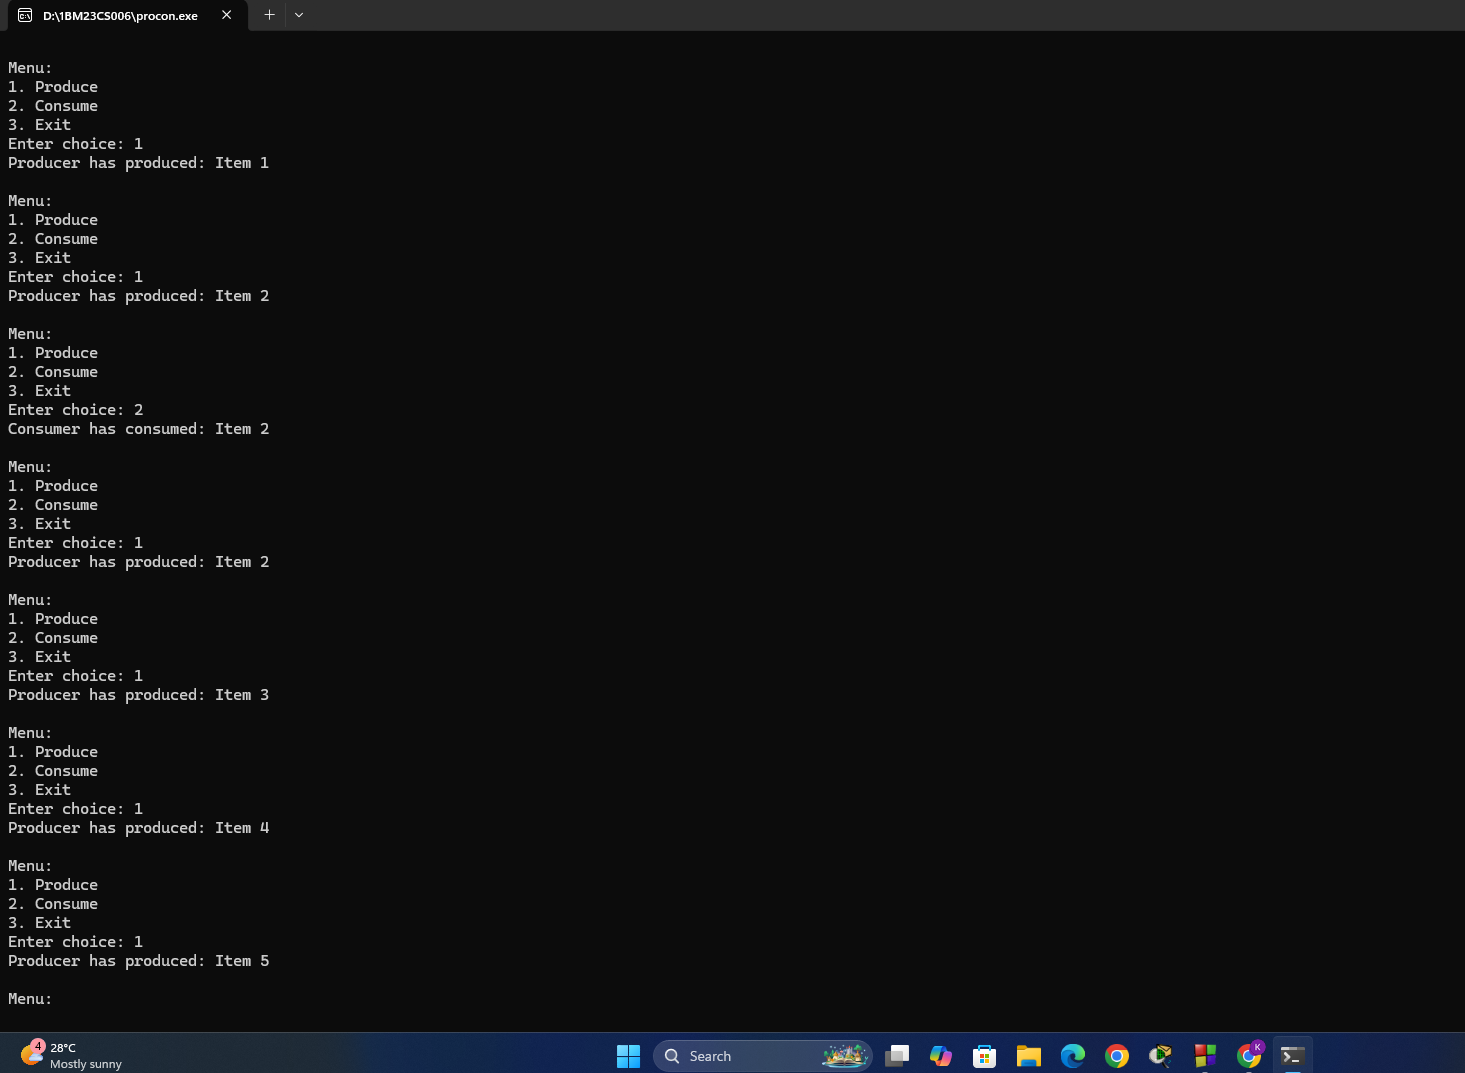 D:\1BM23CS006\procon.exe
Menu:
1. Produce
2. Consume
3. Exit
Enter choice: 1
Producer has produced: Item 1
Menu:
1. Produce
2. Consume
3. Exit
Enter choice: 1
Producer has produced: Item 2
Menu:
1. Produce
2. Consume
3. Exit
Enter choice: 2
Consumer has consumed: Item 2
Menu:
1. Produce
2. Consume
3. Exit
Enter choice: 1
Producer has produced: Item 2
Menu:
1. Produce
2. Consume
3. Exit
Enter choice: 1
Producer has produced: Item 3
Menu:
1. Produce
2. Consume
3. Exit
Enter choice: 1
Producer has produced: Item 4
Menu:
1. Produce
2. Consume
3. Exit
Enter choice: 1
Producer has produced: Item 5
Menu:
4
28°C
Mostly sunny
Search
K